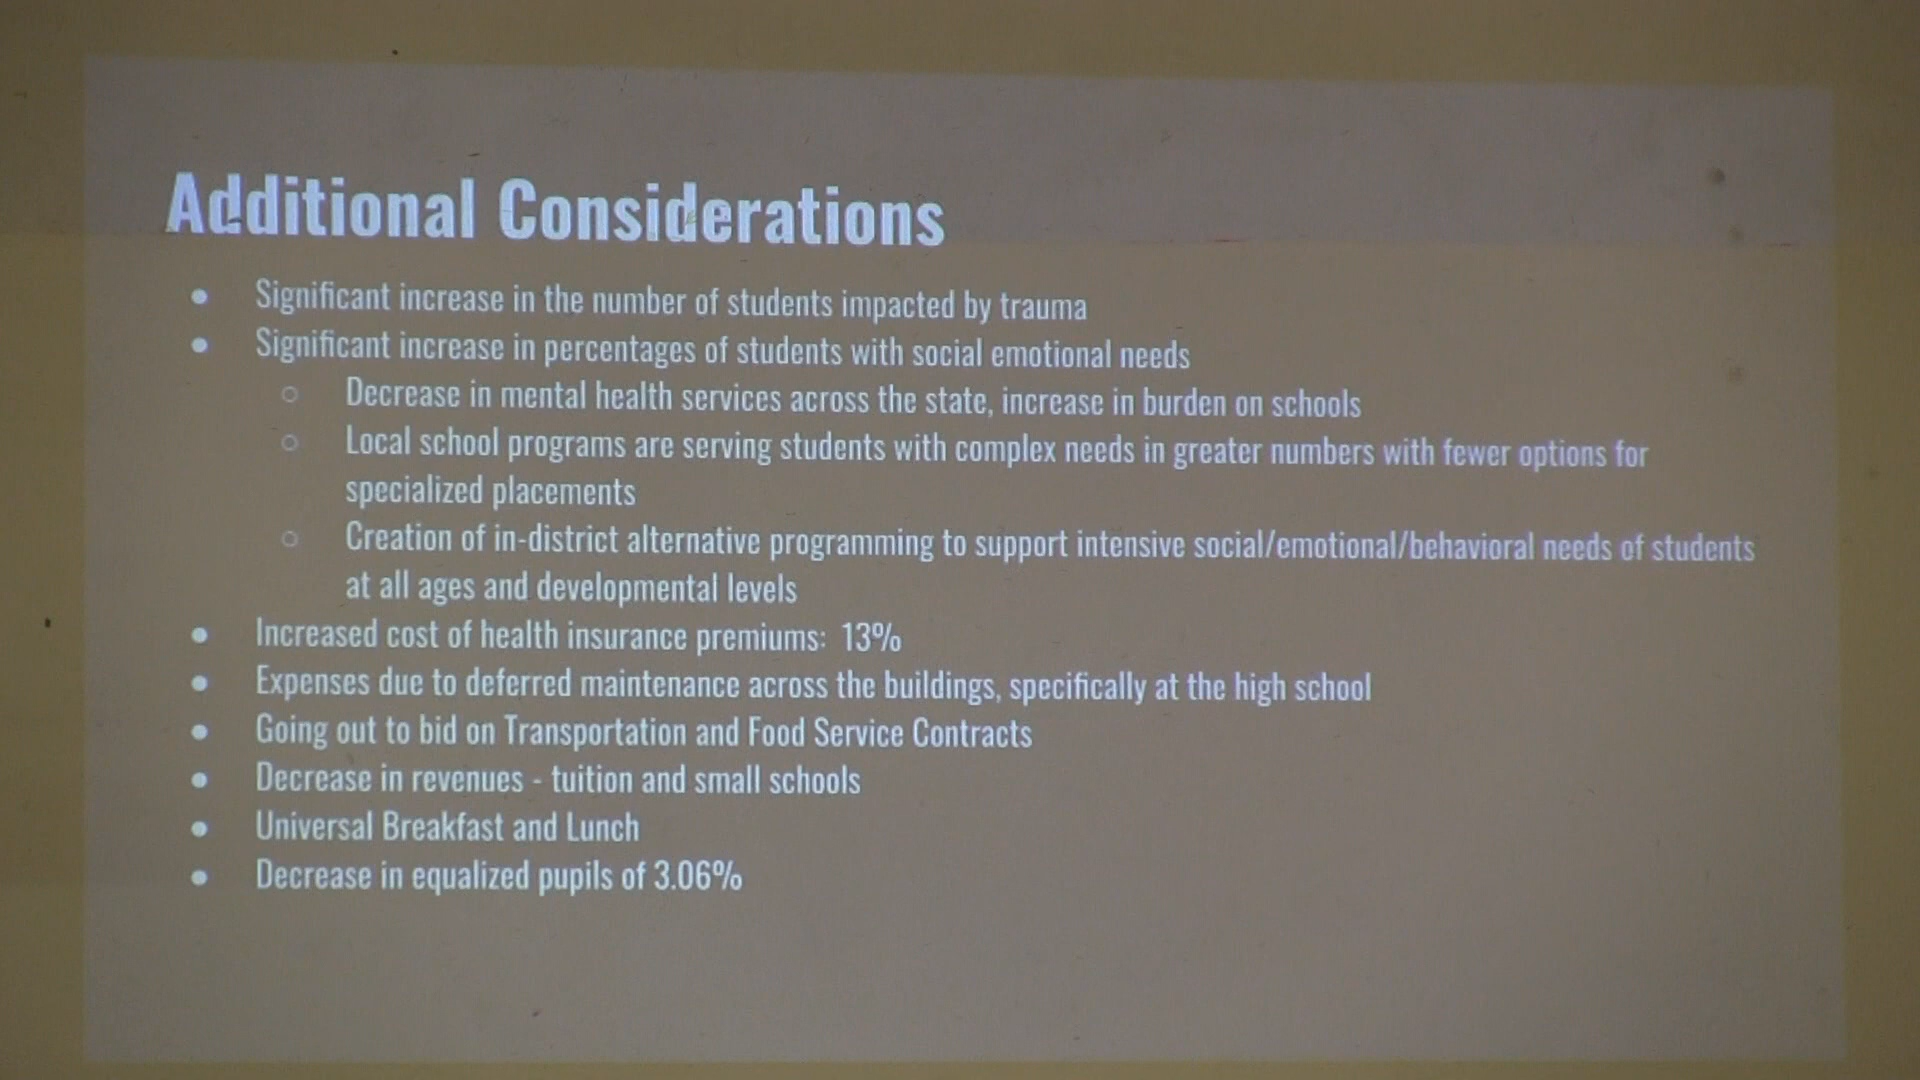 Additional Considerations
● Significant increase in the number of students impacted by trauma
● Significant increase in percentages of students with social emotional needs
○ Decrease in mental health services across the state, increase in burden on schools
○ Local school programs are serving students with complex needs in greater numbers with fewer options for
specialized placements
○ Creation of in-district alternative programming to support intensive social/emotional/behavioral needs of students
at all ages and developmental levels
● Increased cost of health insurance premiums: 13%
● Expenses due to deferred maintenance across the buildings, specifically at the high school
● Going out to bid on Transportation and Food Service Contracts
● Decrease in revenues - tuition and small schools
● Universal Breakfast and Lunch
● Decrease in equalized pupils of 3.06%